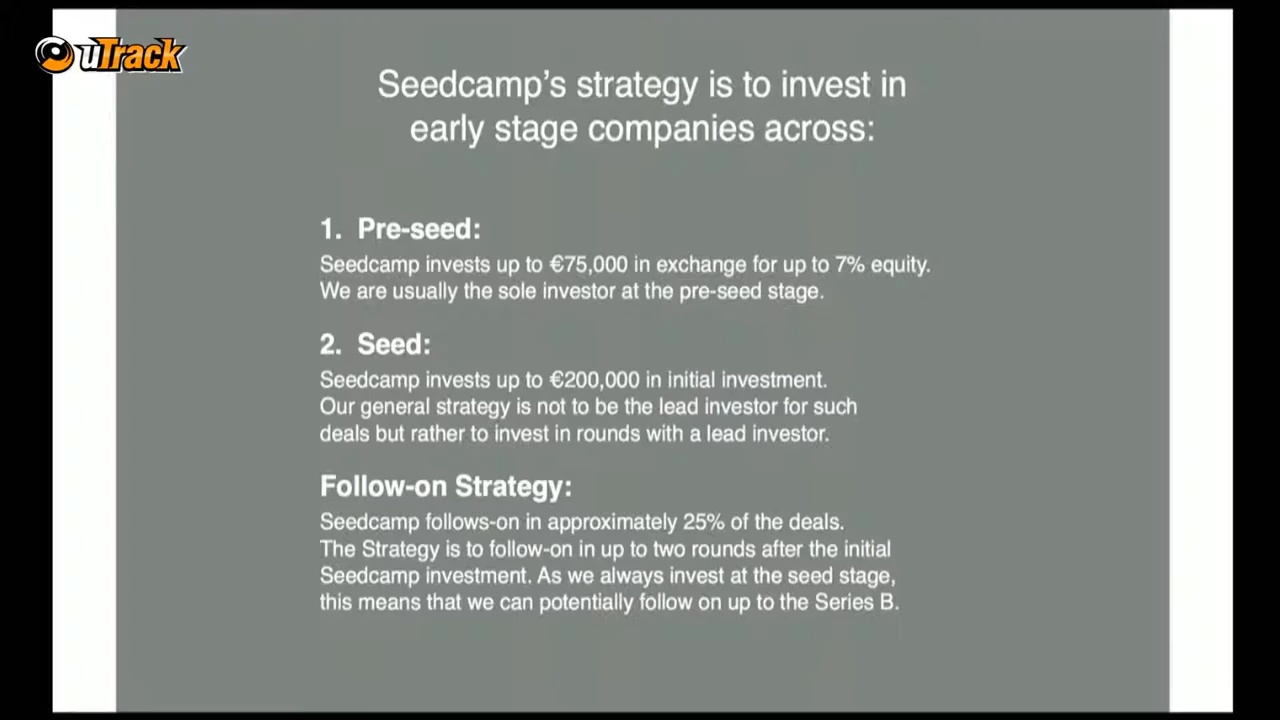 uTrack
Seedcamp's strategy is to invest in
early stage companies across:
1. Pre-seed:
Seedcamp invests up to €75,000 in exchange for up to 7% equity.
We are usually the sole investor at the pre-seed stage.
2. Seed:
Seedcamp invests up to €200,000 in initial investment.
Our general strategy is not to be the lead investor for such
deals but rather to invest in rounds with a lead investor.
Follow-on Strategy:
Seedcamp follows-on in approximately 25% of the deals.
The Strategy is to follow-on in up to two rounds after the initial
Seedcamp investment. As we always invest at the seed stage,
this means that we can potentially follow on up to the Series B.